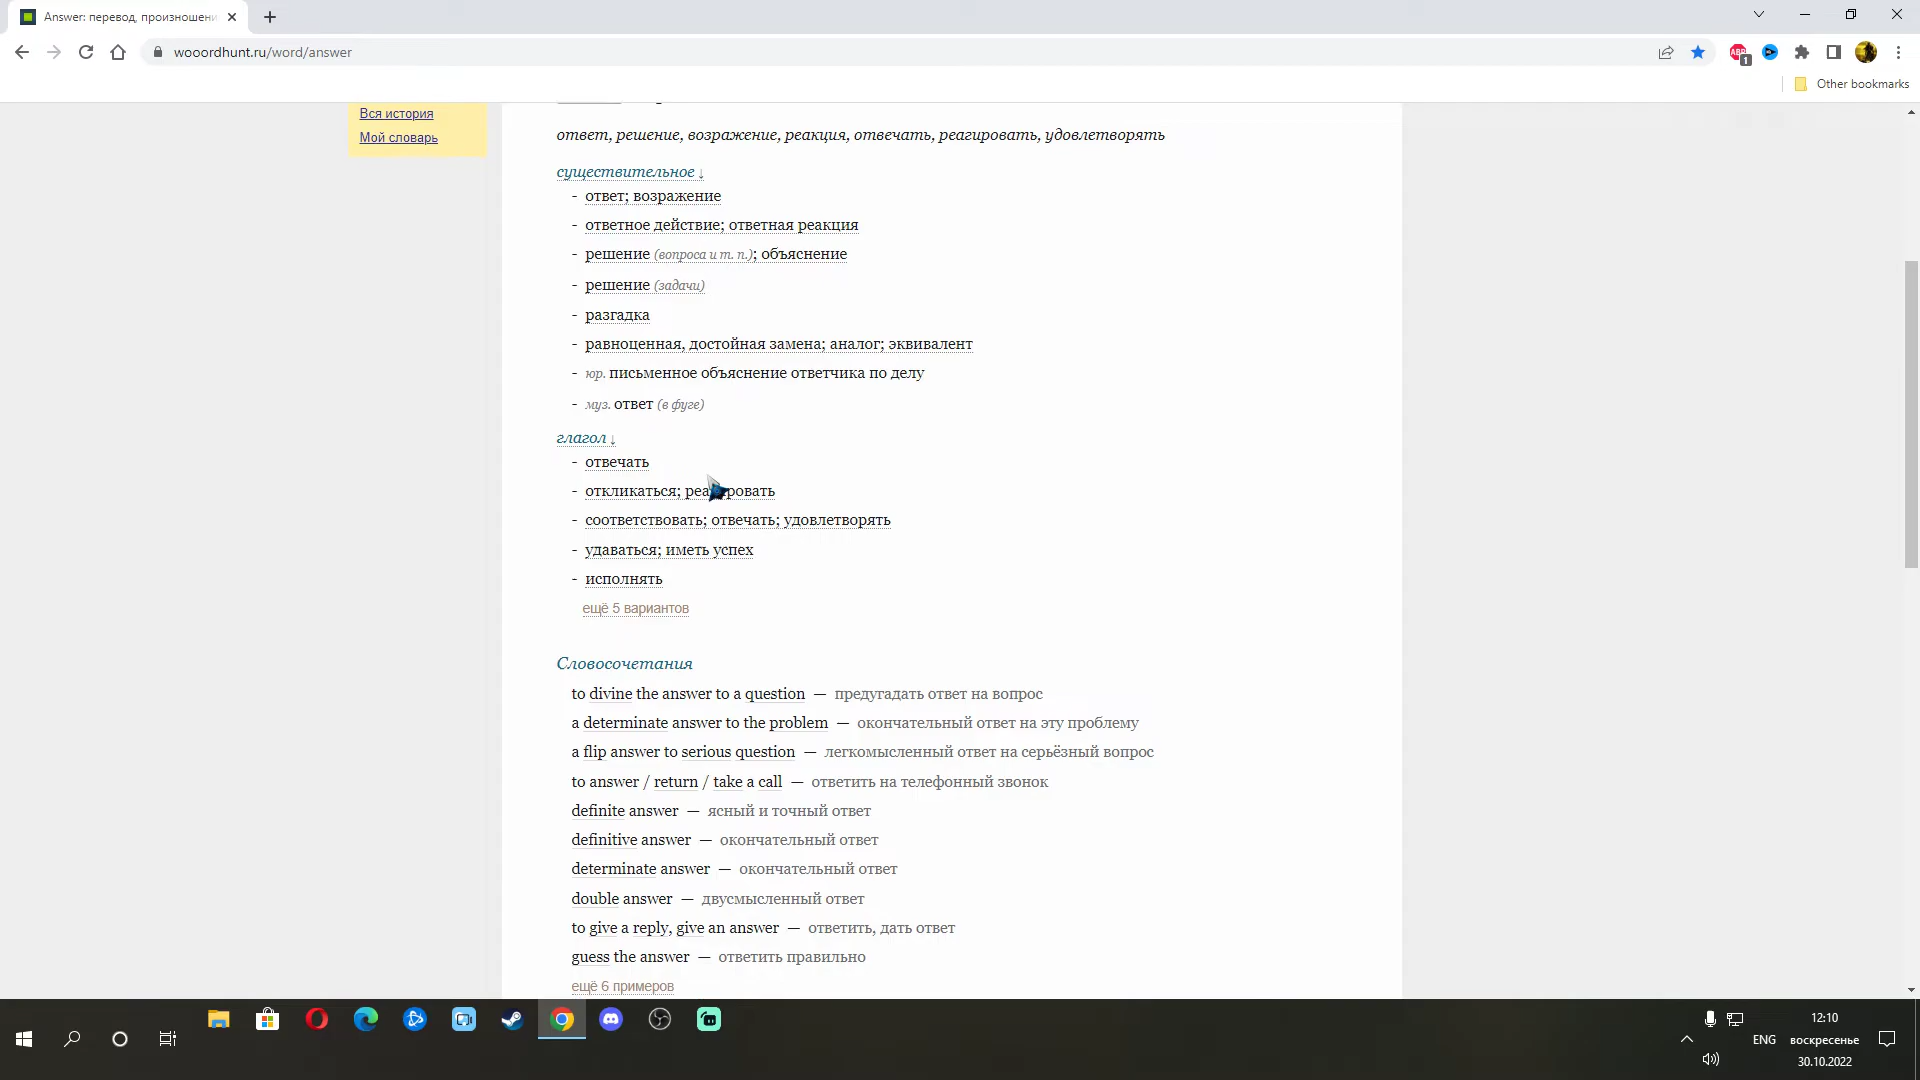 Answer: перевод, произношени
wooordhunt.ru/word/answer
1
Other bookmarks
Вся история
Мой словарь
ответ, решение, возражение, реакция, отвечать, реагировать, удовлетворять
существительное ↓
- ответ; возражение
- ответное действие; ответная реакция
- решение (вопроса и т. п.); объяснение
- решение (задачи)
- разгадка
- равноценная, достойная замена; аналог; эквивалент
- юр. письменное объяснение ответчика по делу
- муз. ответ (в фуге)
глагол ↓
- отвечать
- откликаться; реагировать
- соответствовать; отвечать; удовлетворять
- удаваться; иметь успех
- исполнять
ещё 5 вариантов
Словосочетания
to divine the answer to a question — предугадать ответ на вопрос
a determinate answer to the problem — окончательный ответ на эту проблему
a flip answer to serious question — легкомысленный ответ на серьёзный вопрос
to answer / return / take a call — ответить на телефонный звонок
definite answer — ясный и точный ответ
definitive answer — окончательный ответ
determinate answer — окончательный ответ
double answer — двусмысленный ответ
to give a reply, give an answer — ответить, дать ответ
guess the answer — ответить правильно
ещё 6 примеров
12:10
ENG воскресенье
30.10.2022